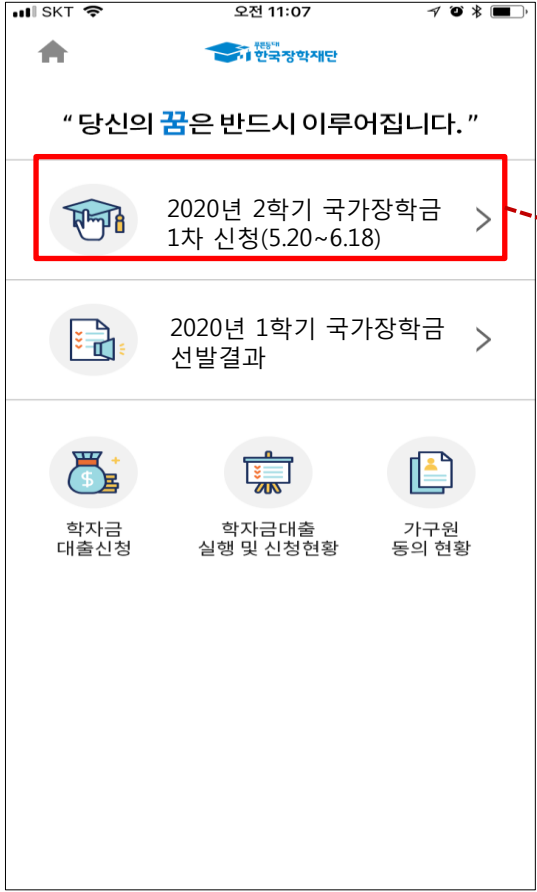 SKT 오전 11:07
푸른등대
한국장학재단
“ 당신의 꿈은 반드시 이루어집니다. ”
2020년 2학기 국가장학금
1차 신청(5.20~6.18)
2020년 1학기 국가장학금
선발결과
학자금
대출신청
학자금대출
실행 및 신청현황
가구원
동의 현황